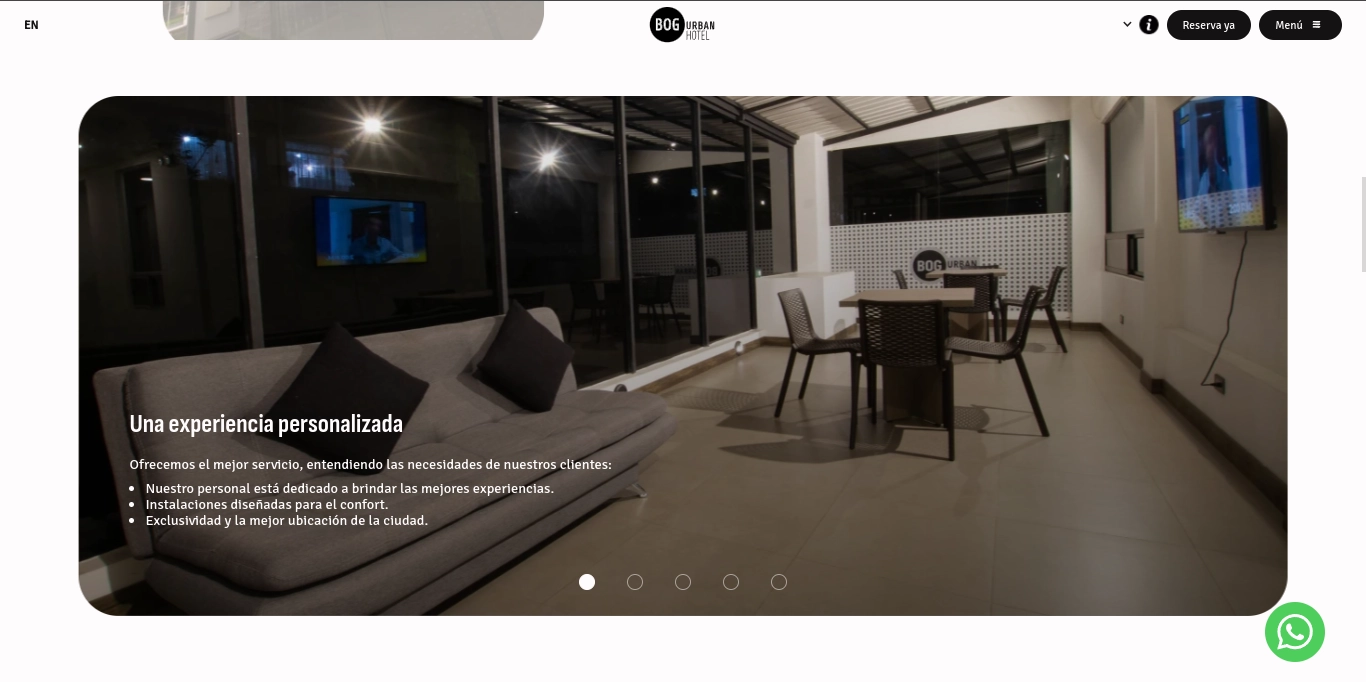 EN
BOG URBAN
HOTEL
i
Reserva ya
Menú
BOG URBAN
Una experiencia personalizada
Ofrecemos el mejor servicio, entendiendo las necesidades de nuestros clientes:
• Nuestro personal está dedicado a brindar las mejores experiencias.
• Instalaciones diseñadas para el confort.
• Exclusividad y la mejor ubicación de la ciudad.